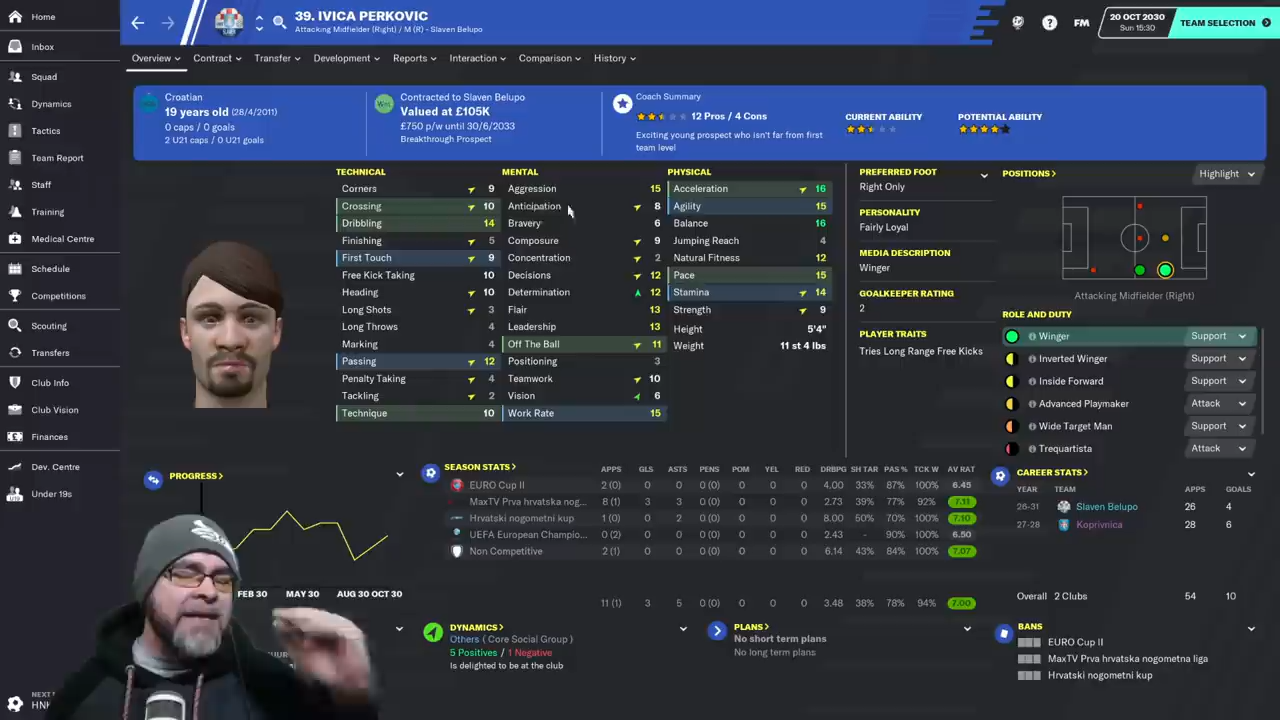 Home
Inbox
Squad
Dynamics
Tactics
Team Report
Staff
Training
Medical Centre
Schedule
Competitions
Scouting
Transfers
Club Info
Club Vision
Finances
Dev. Centre
Under 19s
NEXT
HNK
39. IVICA PERKOVIC
Attacking Midfielder (Right) / M (R) - Slaven Belupo
FM
20 OCT 2030
Sun 15:30
TEAM SELECTION
Overview
Contract
Transfer
Development
Reports
Interaction
Comparison
History
Croatian
19 years old (28/4/2011)
0 caps / 0 goals
2 U21 caps / 0 U21 goals
Wnt
Contracted to Slaven Belupo
Valued at £105K
£750 p/w until 30/6/2033
Breakthrough Prospect
Coach Summary
12 Pros / 4 Cons
Exciting young prospect who isn't far from first
team level
CURRENT ABILITY
POTENTIAL ABILITY
TECHNICAL
Corners 9
Crossing 10
Dribbling 14
Finishing 5
First Touch 9
Free Kick Taking 10
Heading 10
Long Shots 3
Long Throws 4
Marking 4
Passing 12
Penalty Taking 4
Tackling 2
Technique 10
MENTAL
Aggression 15
Anticipation 8
Bravery 6
Composure 9
Concentration 2
Decisions 12
Determination 12
Flair 13
Leadership 13
Off The Ball 11
Positioning 3
Teamwork 10
Vision 6
Work Rate 15
PHYSICAL
Acceleration 16
Agility 15
Balance 16
Jumping Reach 4
Natural Fitness 12
Pace 15
Stamina 14
Strength 9
Height 5'4"
Weight 11 st 4 lbs
PREFERRED FOOT
Right Only
PERSONALITY
Fairly Loyal
MEDIA DESCRIPTION
Winger
GOALKEEPER RATING
2
PLAYER TRAITS
Tries Long Range Free Kicks
POSITIONS
Highlight
Attacking Midfielder (Right)
ROLE AND DUTY
Winger Support
Inverted Winger Support
Inside Forward Support
Advanced Playmaker Attack
Wide Target Man Support
Trequartista Attack
PROGRESS
FEB 30 MAY 30 AUG 30 OCT 30
SEASON STATS APPS GLS ASTS PENS POM YEL RED DRBPG SH TAR PAS % TCK W AV RAT
EURO Cup II 2 (0) 0 0 0 (0) 0 0 0 4.00 33% 87% 100% 6.45
MaxTV Prva hrvatska nog... 8 (1) 3 3 0 (0) 0 0 0 2.73 39% 77% 92% 7.11
Hrvatski nogometni kup 1 (0) 0 2 0 (0) 0 0 0 8.00 50% 70% 100% 7.10
UEFA European Champio... 0 (2) 0 0 0 (0) 0 0 0 2.43 - 90% 100% 6.50
Non Competitive 2 (1) 0 0 0 (0) 0 0 0 6.14 43% 84% 100% 7.07
11 (1) 3 5 0 (0) 0 0 0 3.48 38% 78% 94% 7.00
CAREER STATS
YEAR TEAM APPS GOALS
26-31 Slaven Belupo 26 4
27-28 Koprivnica 28 6
Overall 2 Clubs 54 10
DYNAMICS
Others ( Core Social Group )
5 Positives / 1 Negative
Is delighted to be at the club
PLANS
No short term plans
No long term plans
BANS
EURO Cup II
MaxTV Prva hrvatska nogometna liga
Hrvatski nogometni kup